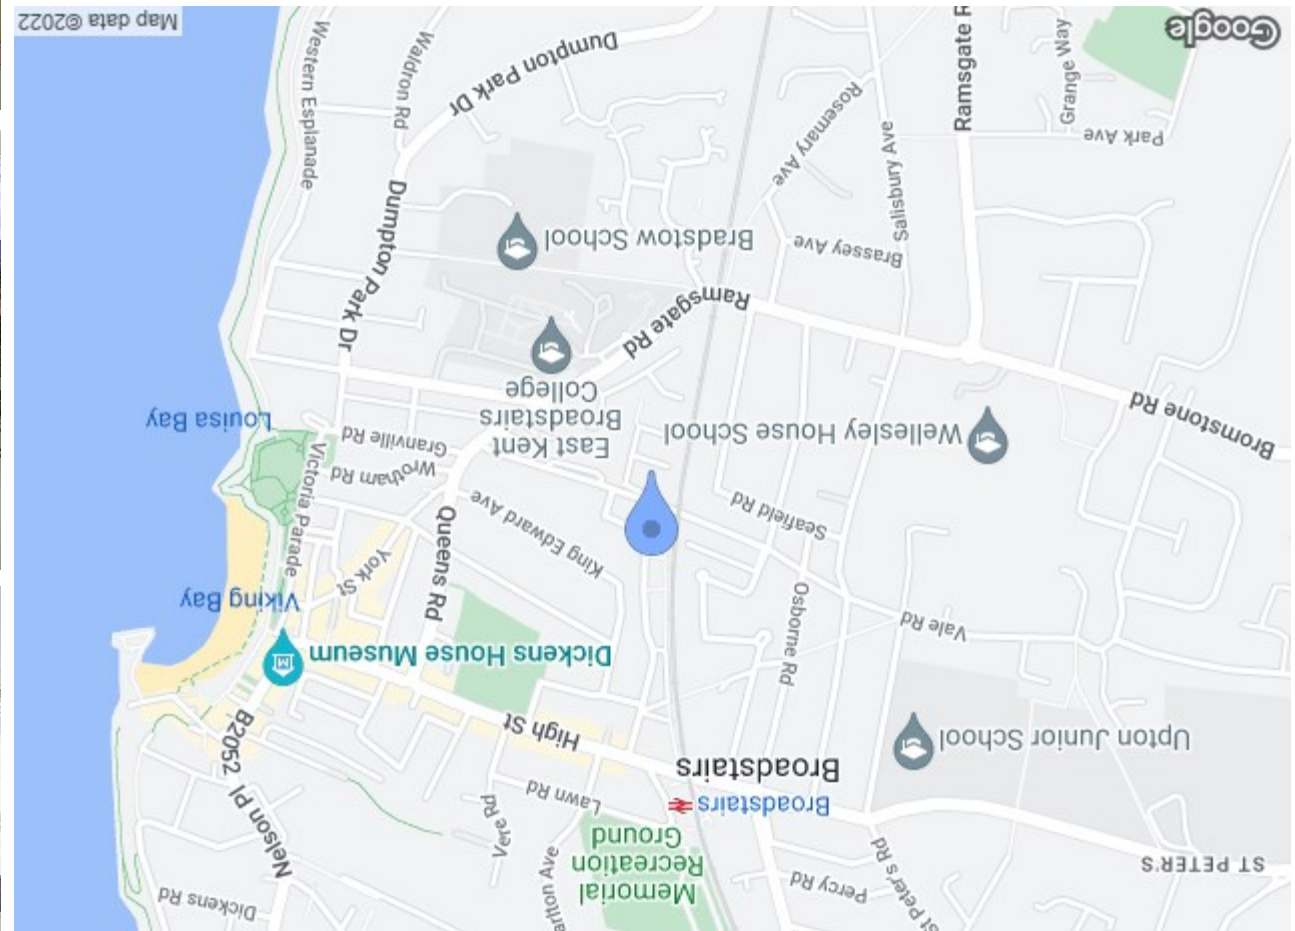 ST PETER'S
Percy Rd
St Peter's Rd
Memorial
Recreation
Ground
arlton Ave
Dickens Rd
Broadstairs
Broadstairs
Lawn Rd
Vere Rd
Nelson Pl
Upton Junior School
High St
B2052
Dickens House Museum
Vale Rd
Osborne Rd
Queens Rd
York St
Viking Bay
King Edward Ave
Seafield Rd
Victoria Parade
Wrotham Rd
Granville Rd
Louisa Bay
Wellesley House School
East Kent
Broadstairs
College
Bromstone Rd
Ramsgate Rd
Dumpton Park Dr
Bradstow School
Brassey Ave
Salisbury Ave
Rosemary Ave
Park Ave
Grange Way
Ramsgate R
Dumpton Park Dr
Waldron Rd
Western Esplanade
Google
Map data ©2022